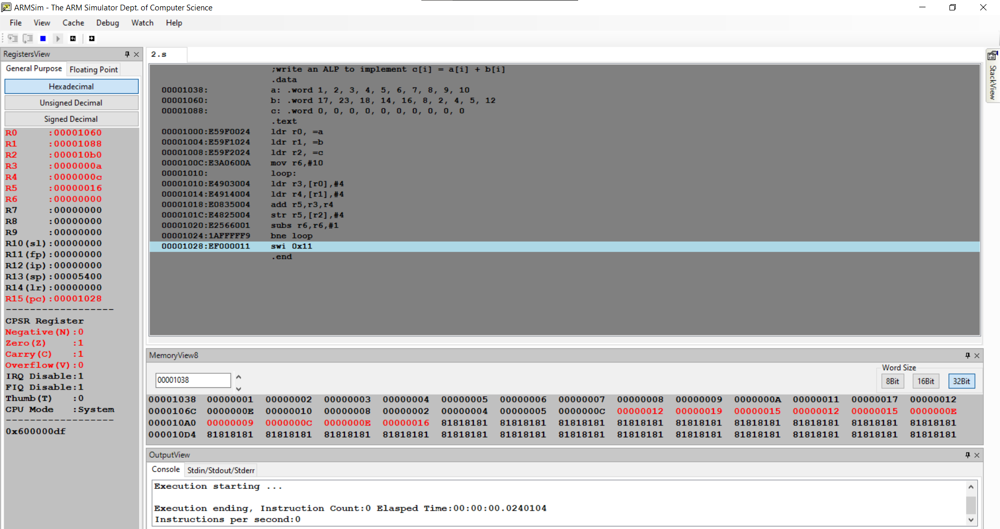 ARMSim - The ARM Simulator Dept. of Computer Science
File View Cache Debug Watch Help
RegistersView
General Purpose Floating Point
Hexadecimal
Unsigned Decimal
Signed Decimal
R0 :00001060
R1 :00001088
R2 :000010b0
R3 :0000000a
R4 :0000000c
R5 :00000016
R6 :00000000
R7 :00000000
R8 :00000000
R9 :00000000
R10(sl):00000000
R11(fp):00000000
R12(ip):00000000
R13(sp):00005400
R14(lr):00000000
R15(pc):00001028
-------------------
CPSR Register
Negative(N):0
Zero(Z) :1
Carry(C) :1
Overflow(V):0
IRQ Disable:1
FIQ Disable:1
Thumb(T) :0
CPU Mode :System
-------------------
0x600000df
2.s
;write an ALP to implement c[i] = a[i] + b[i]
.data
00001038: a: .word 1, 2, 3, 4, 5, 6, 7, 8, 9, 10
00001060: b: .word 17, 23, 18, 14, 16, 8, 2, 4, 5, 12
00001088: c: .word 0, 0, 0, 0, 0, 0, 0, 0, 0, 0
.text
00001000:E59F0024 ldr r0, =a
00001004:E59F1024 ldr r1, =b
00001008:E59F2024 ldr r2, =c
0000100C:E3A0600A mov r6,#10
00001010: loop:
00001010:E4903004 ldr r3,[r0],#4
00001014:E4914004 ldr r4,[r1],#4
00001018:E0835004 add r5,r3,r4
0000101C:E4825004 str r5,[r2],#4
00001020:E2566001 subs r6,r6,#1
00001024:1AFFFFF9 bne loop
00001028:EF000011 swi 0x11
.end
StackView
MemoryView8
00001038
Word Size
8Bit 16Bit 32Bit
00001038 00000001 00000002 00000003 00000004 00000005 00000006 00000007 00000008 00000009 0000000A 00000011 00000017 00000012
0000106C 0000000E 00000010 00000008 00000002 00000004 00000005 0000000C 00000012 00000019 00000015 00000012 00000015 0000000E
000010A0 00000009 0000000C 0000000E 00000016 81818181 81818181 81818181 81818181 81818181 81818181 81818181 81818181 81818181
000010D4 81818181 81818181 81818181 81818181 81818181 81818181 81818181 81818181 81818181 81818181 81818181 81818181 81818181
OutputView
Console Stdin/Stdout/Stderr
Execution starting ...
Execution ending, Instruction Count:0 Elasped Time:00:00:00.0240104
Instructions per second:0